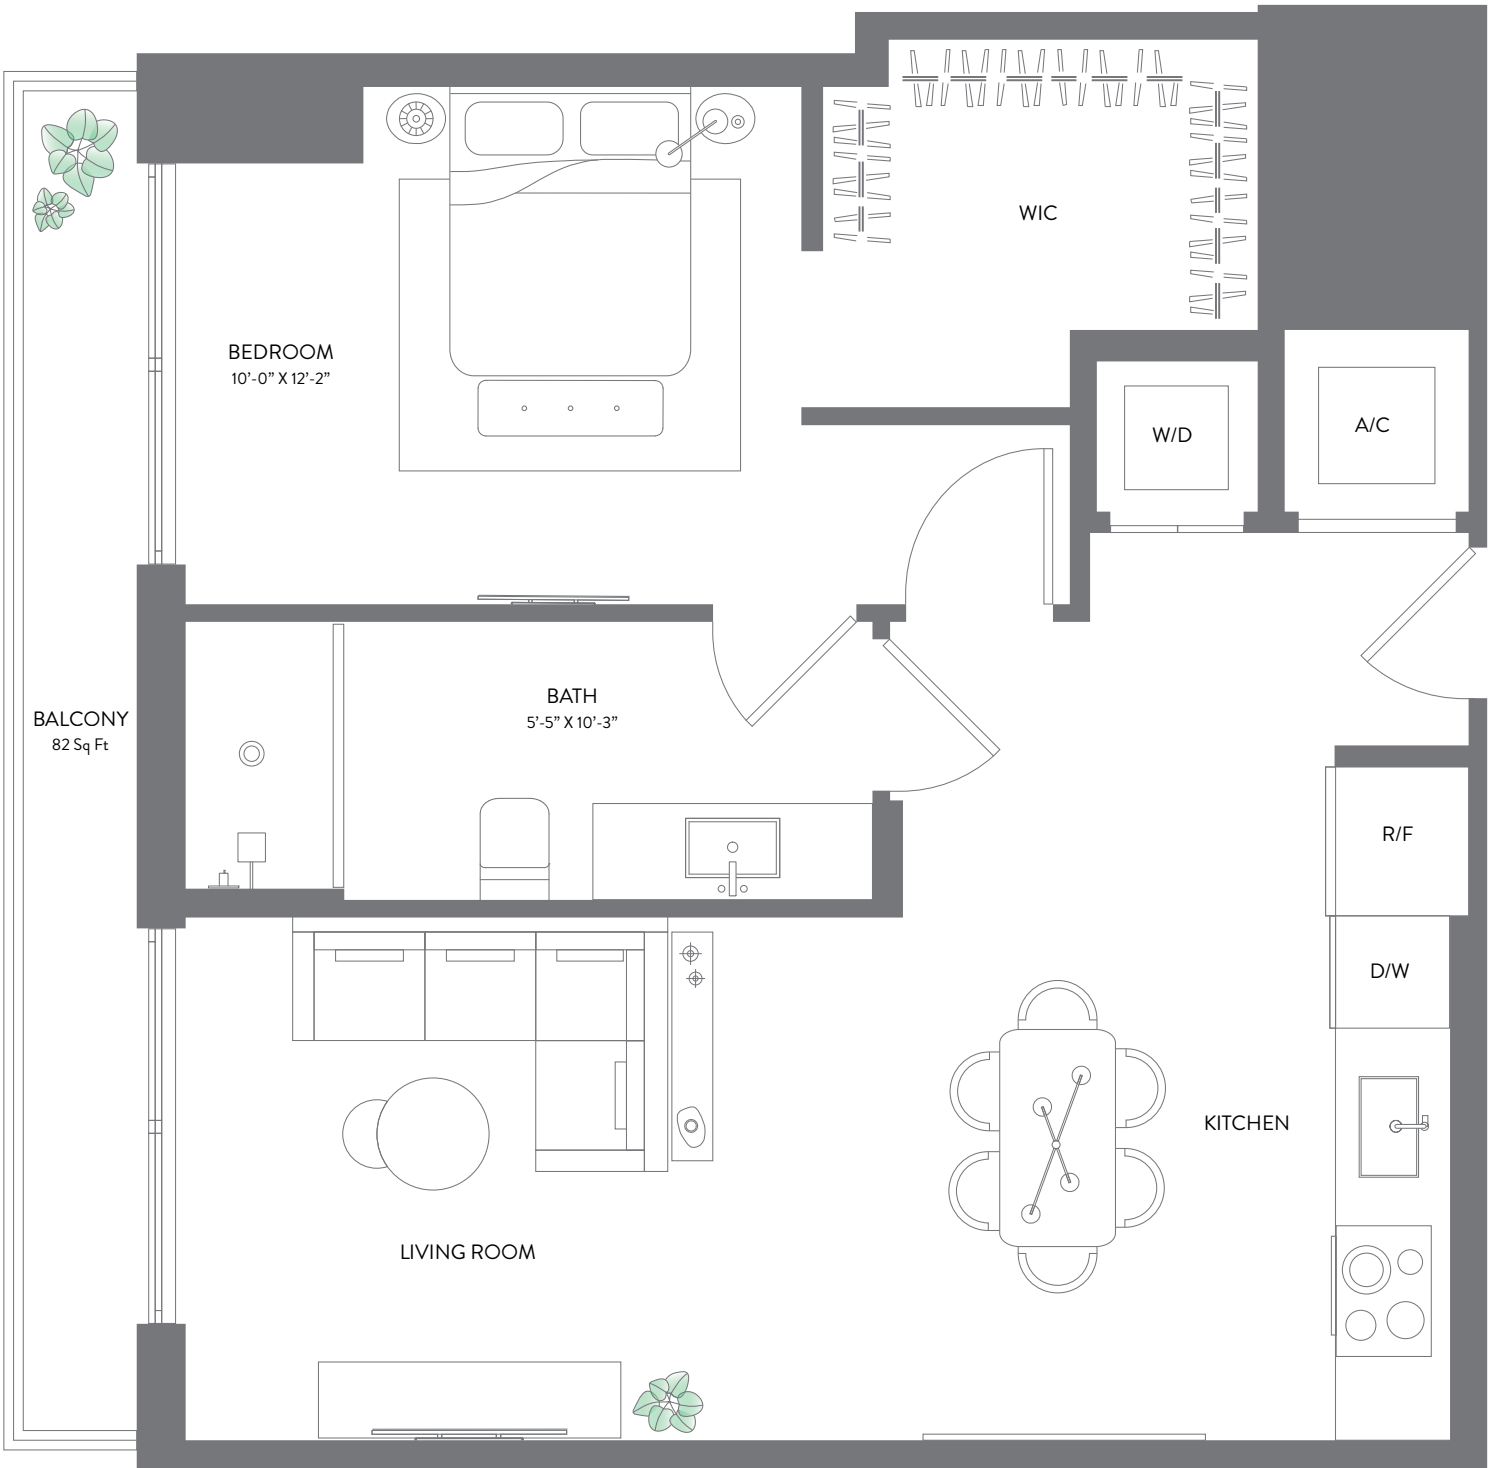 WIC
BEDROOM
10’-0” X 12’-2”
W/D
A/C
BATH
5’-5” X 10’-3”
BALCONY
82 Sq Ft
R/F
D/W
KITCHEN
LIVING ROOM